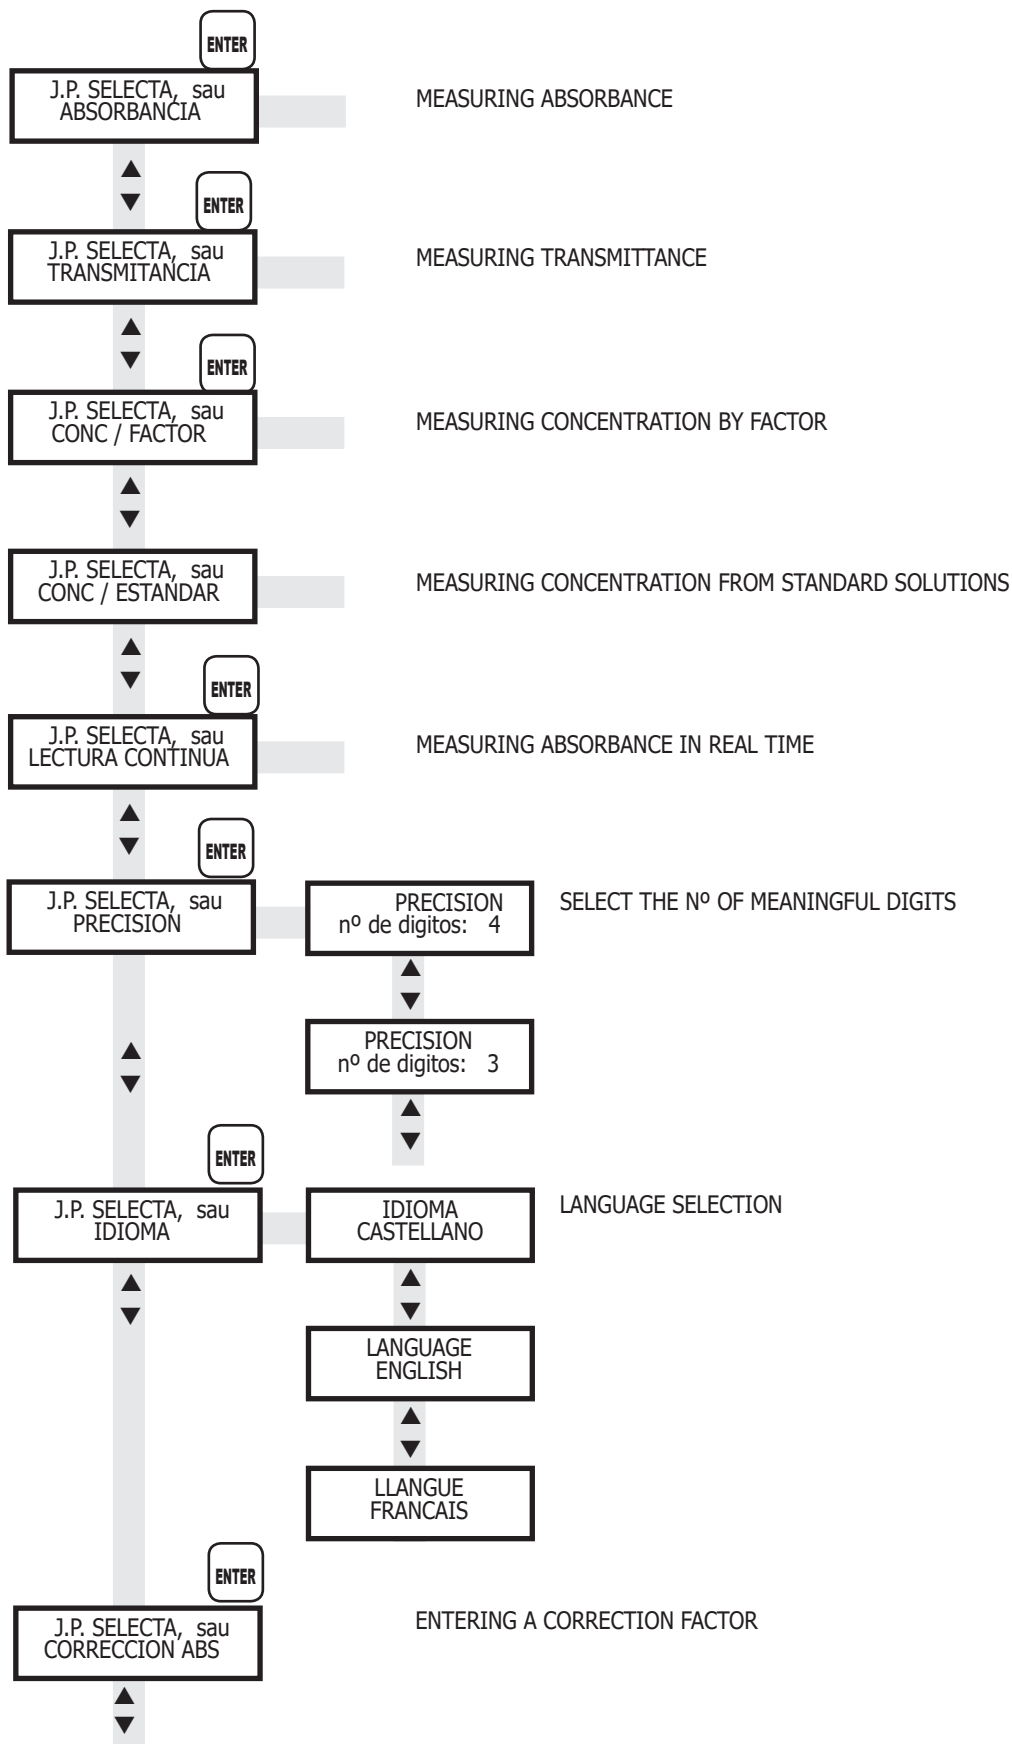 ENTER
J.P. SELECTA, sau
ABSORBANCIA
MEASURING ABSORBANCE
ENTER
J.P. SELECTA, sau
TRANSMITANCIA
MEASURING TRANSMITTANCE
ENTER
J.P. SELECTA, sau
CONC / FACTOR
MEASURING CONCENTRATION BY FACTOR
J.P. SELECTA, sau
CONC / ESTANDAR
MEASURING CONCENTRATION FROM STANDARD SOLUTIONS
ENTER
J.P. SELECTA, sau
LECTURA CONTINUA
MEASURING ABSORBANCE IN REAL TIME
ENTER
J.P. SELECTA, sau
PRECISION
PRECISION
nº de digitos: 4
SELECT THE Nº OF MEANINGFUL DIGITS
PRECISION
nº de digitos: 3
ENTER
J.P. SELECTA, sau
IDIOMA
IDIOMA
CASTELLANO
LANGUAGE SELECTION
LANGUAGE
ENGLISH
LLANGUE
FRANCAIS
ENTER
J.P. SELECTA, sau
CORRECCION ABS
ENTERING A CORRECTION FACTOR